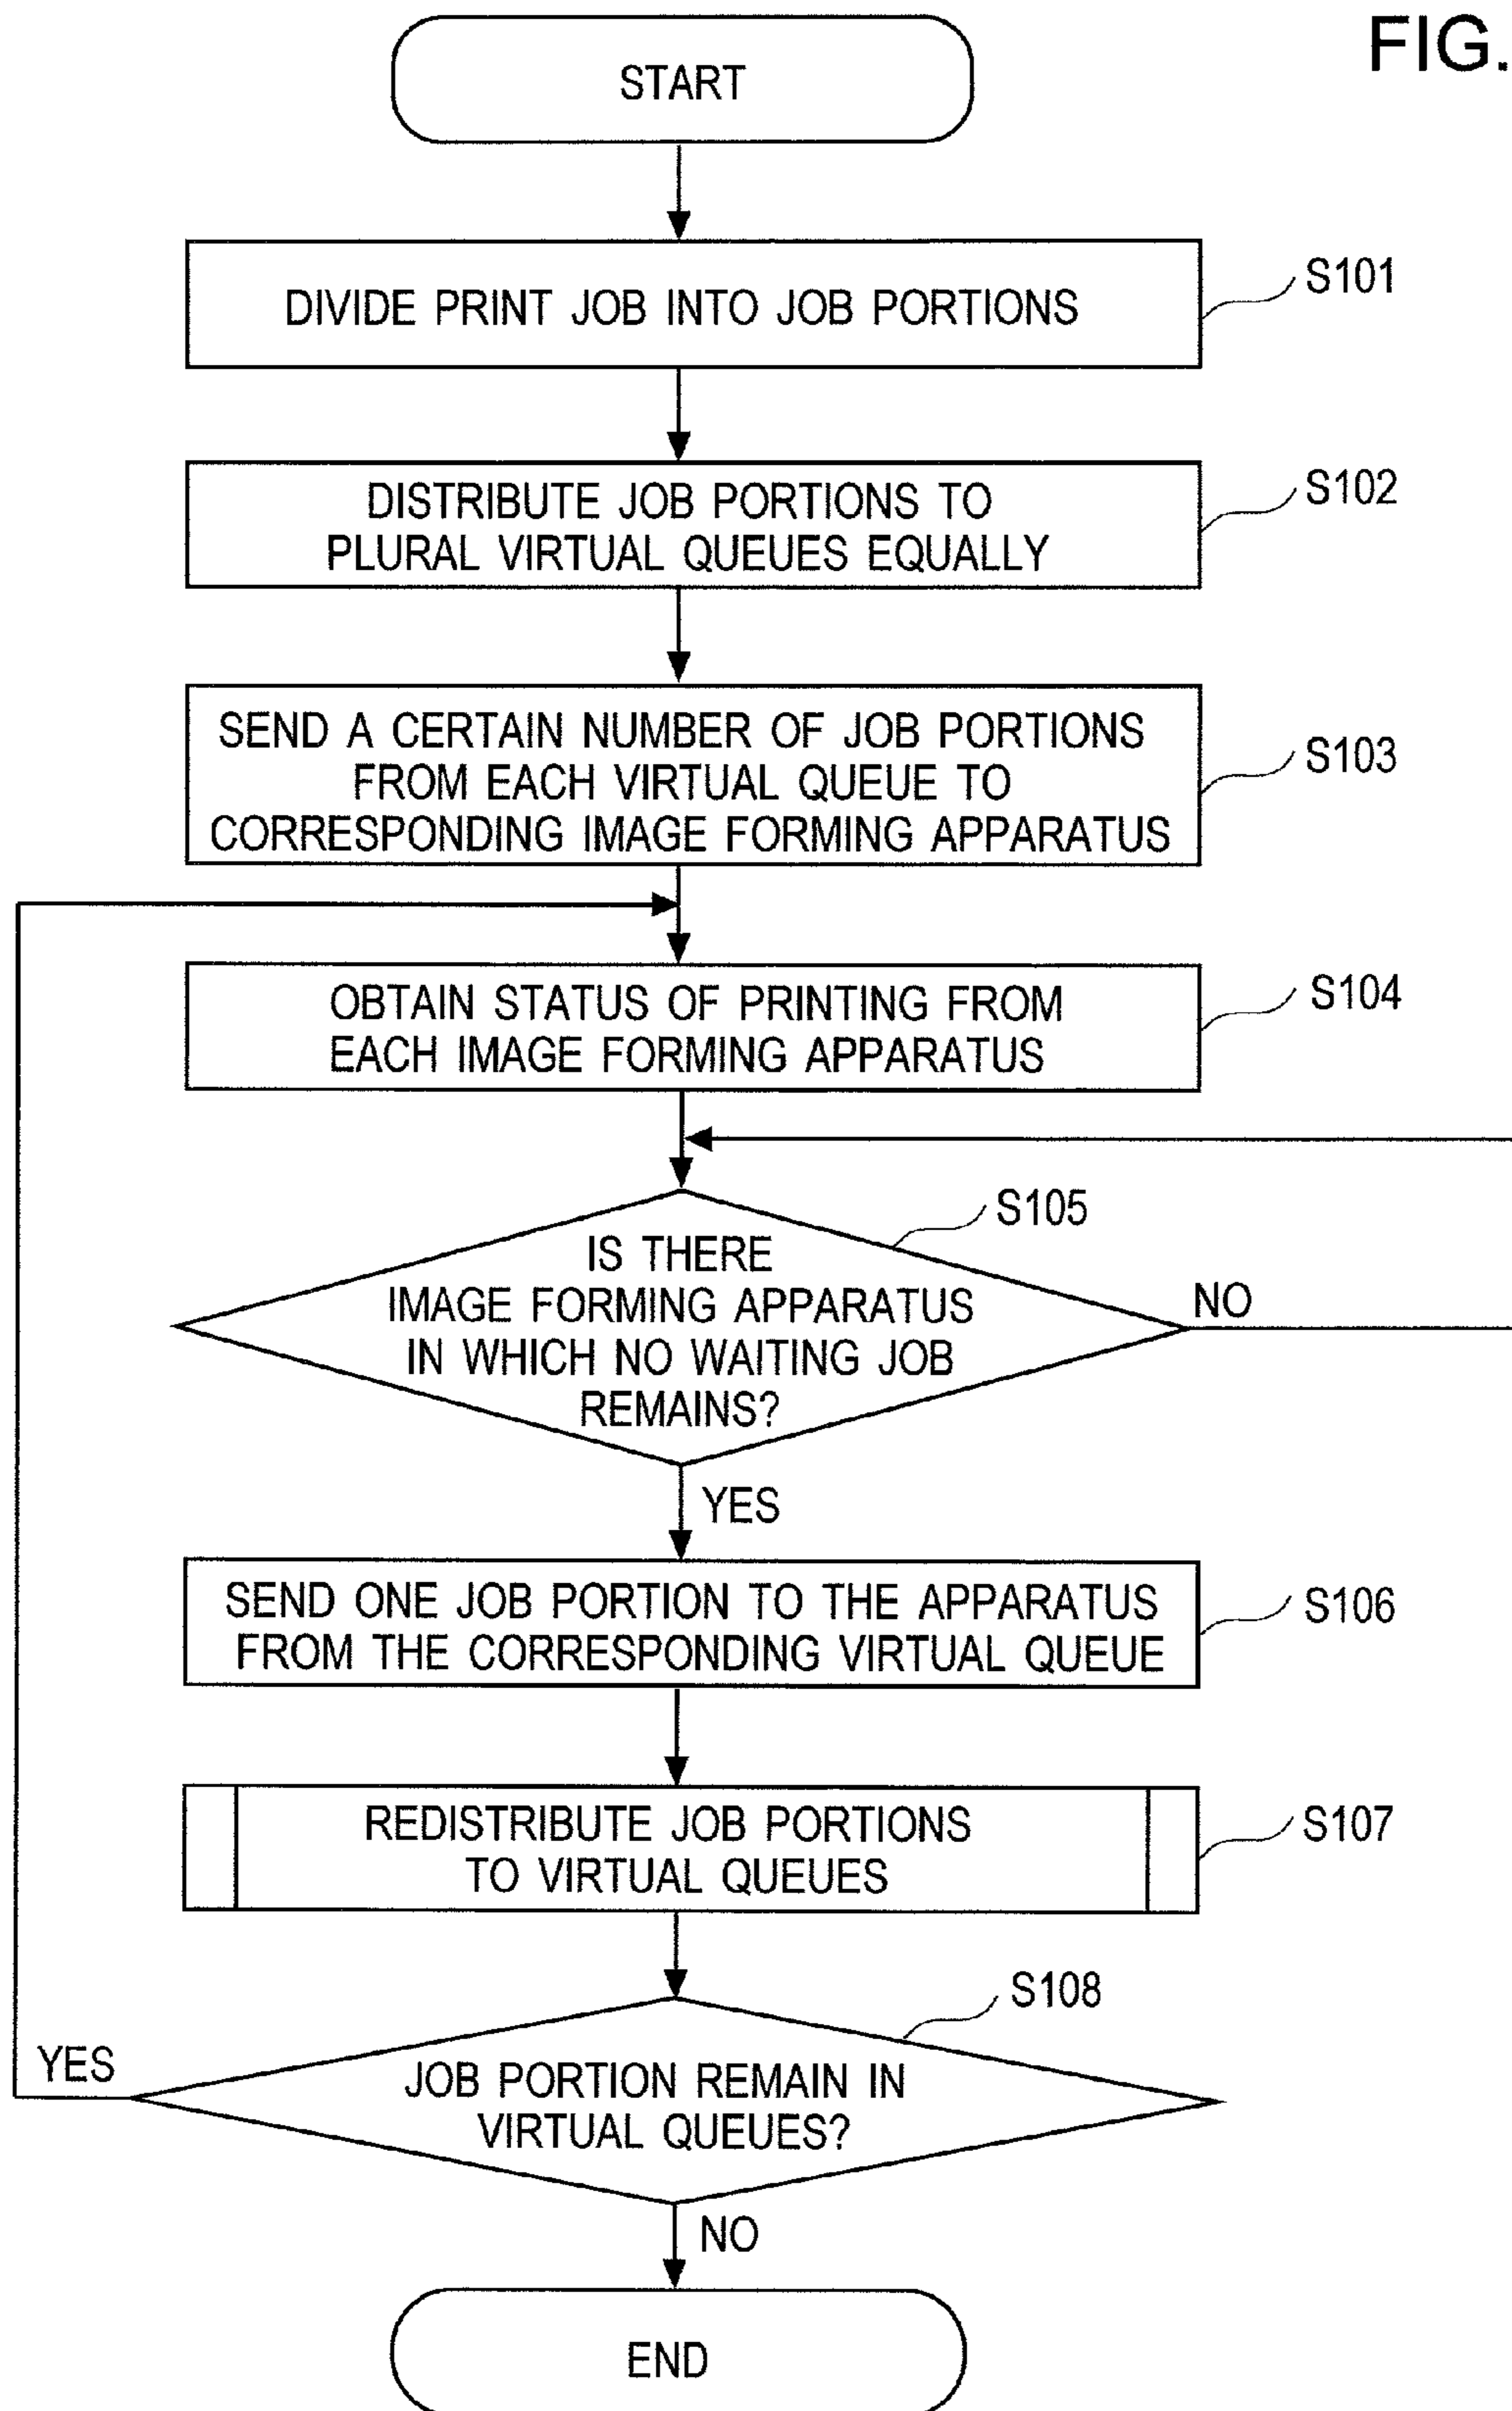 FIG.
START
DIVIDE PRINT JOB INTO JOB PORTIONS
S101
DISTRIBUTE JOB PORTIONS TO
PLURAL VIRTUAL QUEUES EQUALLY
S102
SEND A CERTAIN NUMBER OF JOB PORTIONS
FROM EACH VIRTUAL QUEUE TO
CORRESPONDING IMAGE FORMING APPARATUS
S103
OBTAIN STATUS OF PRINTING FROM
EACH IMAGE FORMING APPARATUS
S104
S105
IS THERE
IMAGE FORMING APPARATUS
IN WHICH NO WAITING JOB
REMAINS?
NO
YES
SEND ONE JOB PORTION TO THE APPARATUS
FROM THE CORRESPONDING VIRTUAL QUEUE
S106
REDISTRIBUTE JOB PORTIONS
TO VIRTUAL QUEUES
S107
S108
YES
JOB PORTION REMAIN IN
VIRTUAL QUEUES?
NO
END